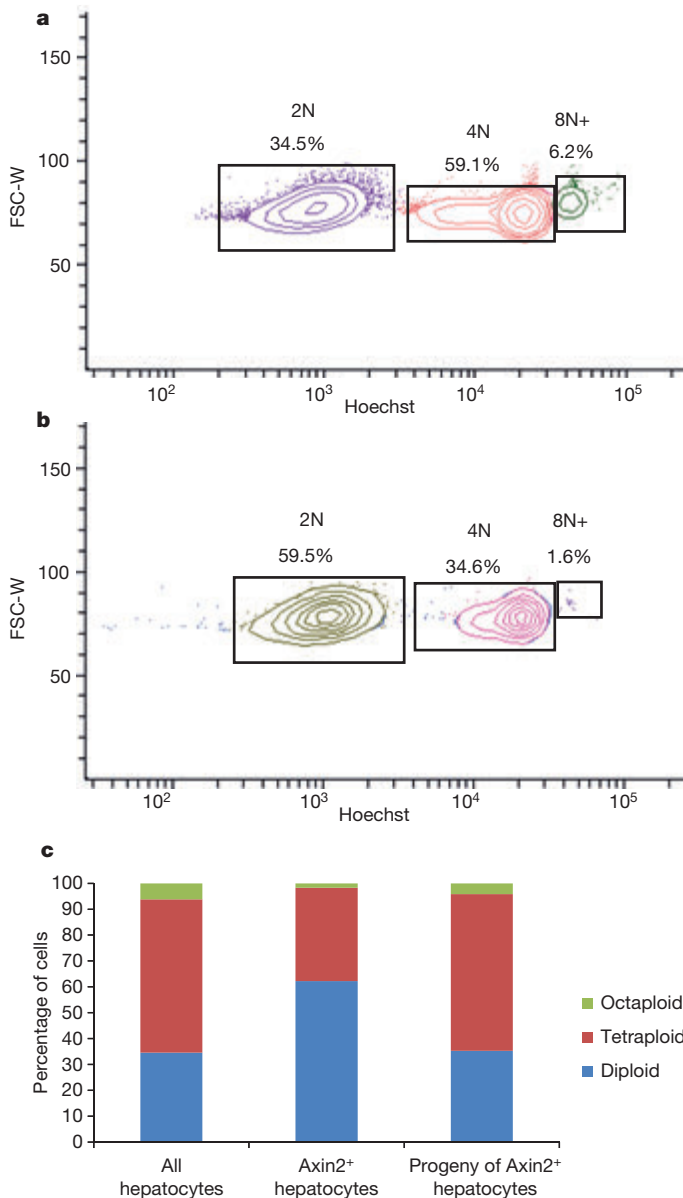 a
150
100
50
FSC-W
2N
34.5%
4N
59.1%
8N+
6.2%
10² 10³ 10⁴ 10⁵
Hoechst
b
150
100
50
FSC-W
2N
59.5%
4N
34.6%
8N+
1.6%
10² 10³ 10⁴ 10⁵
Hoechst
c
100
90
80
70
60
50
40
30
20
10
0
Percentage of cells
Octaploid
Tetraploid
Diploid
All
hepatocytes
Axin2⁺
hepatocytes
Progeny of Axin2⁺
hepatocytes